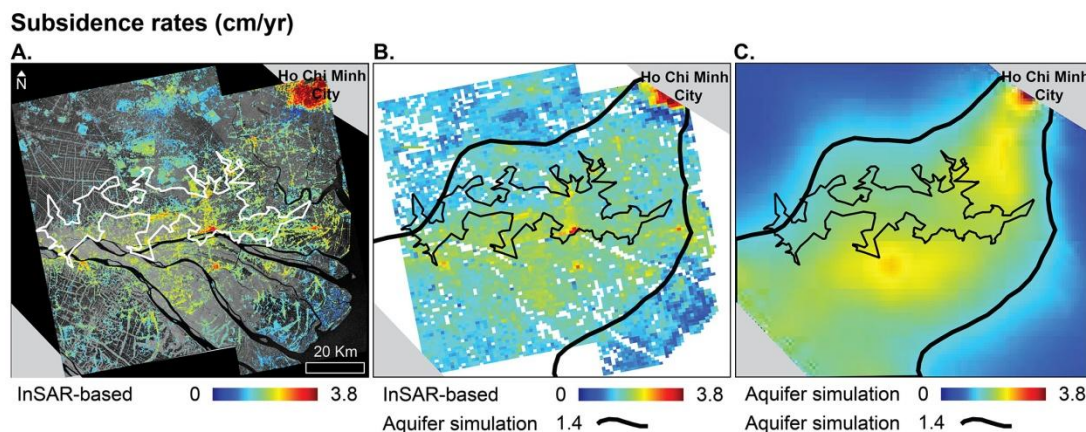 Subsidence rates (cm/yr)
A.
B.
C.
N
Ho Chi Minh
City
Ho Chi Minh
City
Ho Chi Minh
City
20 Km
InSAR-based 0 3.8
InSAR-based 0 3.8
Aquifer simulation 1.4
Aquifer simulation 0 3.8
Aquifer simulation 1.4